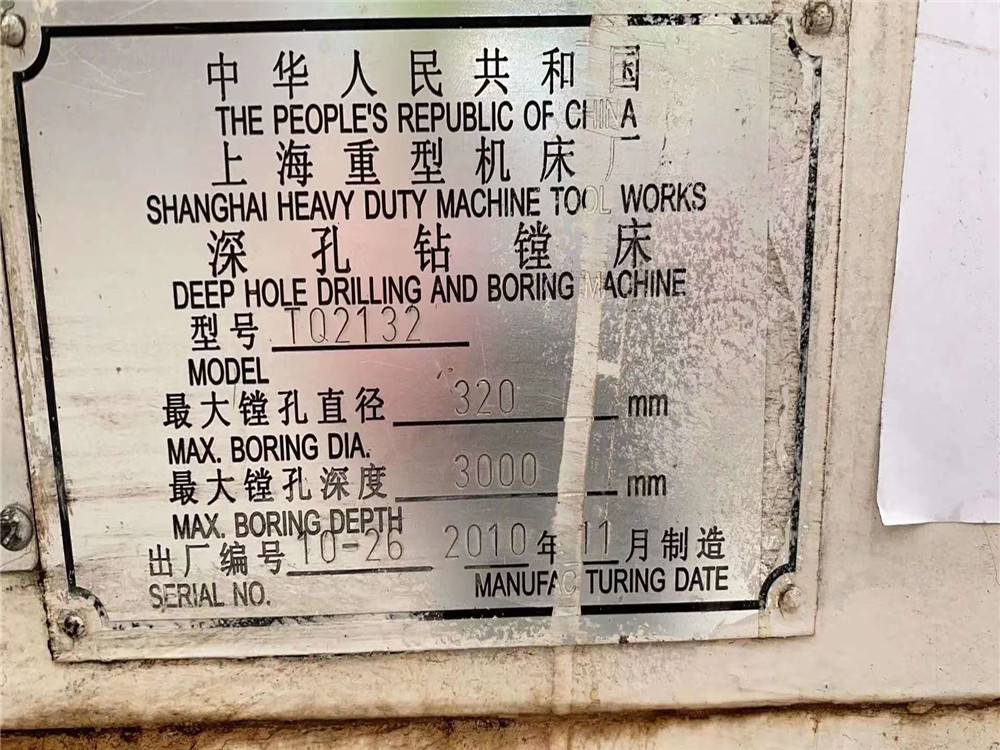 中华人民共和国
THE PEOPLE'S REPUBLIC OF CHINA
上海重型机床厂
SHANGHAI HEAVY DUTY MACHINE TOOL WORKS
深孔钻镗床
DEEP HOLE DRILLING AND BORING MACHINE
型号 TQ2132
MODEL
最大镗孔直径 320 mm
MAX. BORING DIA.
最大镗孔深度 3000 mm
MAX. BORING DEPTH
出厂编号 10-26 2010年 11月制造
SERIAL NO. MANUFACTURING DATE